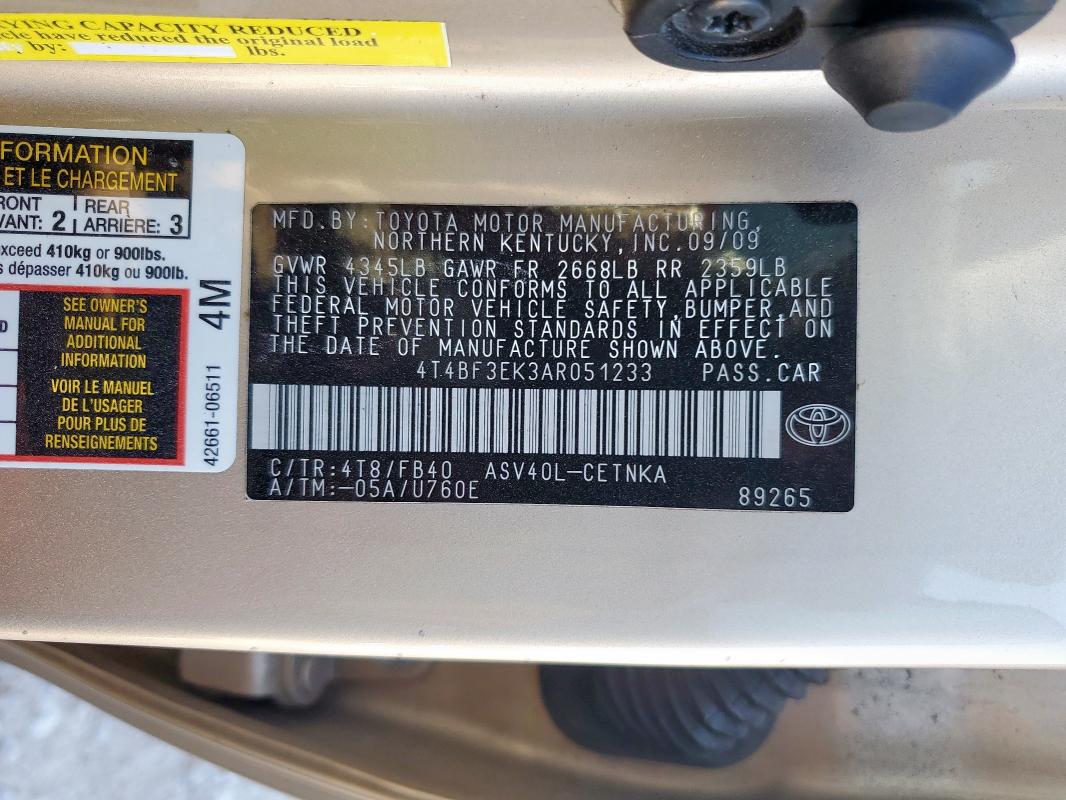 YING CAPACITY REDUCED
cle have reduced the original load
by: lbs.
FORMATION
ET LE CHARGEMENT
RONT
VANT: 2
REAR
ARRIÈRE: 3
exceed 410kg or 900lbs.
s dépasser 410kg ou 900lb.
D
SEE OWNER'S
MANUAL FOR
ADDITIONAL
INFORMATION
VOIR LE MANUEL
DE L'USAGER
POUR PLUS DE
RENSEIGNEMENTS
4M
42661-06511
MFD.BY:TOYOTA MOTOR MANUFACTURING,
NORTHERN KENTUCKY,INC.09/09
GVWR 4345LB GAWR FR 2668LB RR 2359LB
THIS VEHICLE CONFORMS TO ALL APPLICABLE
FEDERAL MOTOR VEHICLE SAFETY,BUMPER,AND
THEFT PREVENTION STANDARDS IN EFFECT ON
THE DATE OF MANUFACTURE SHOWN ABOVE.
4T4BF3EK3AR051233 PASS.CAR
C/TR:4T8/FB40 ASV40L-CETNKA
A/TM:-05A/U760E
89265